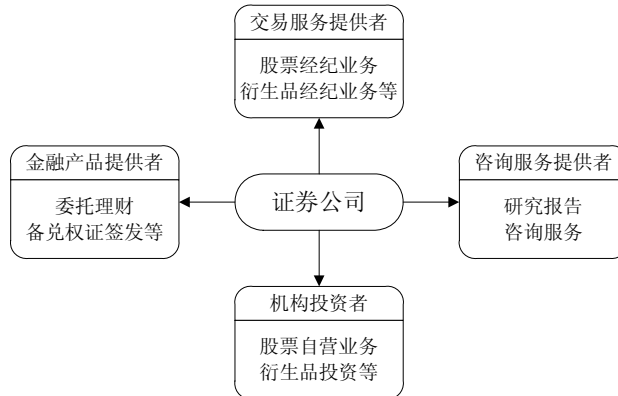 交易服务提供者
股票经纪业务
衍生品经纪业务等
金融产品提供者
委托理财
备兑权证签发等
证券公司
咨询服务提供者
研究报告
咨询服务
机构投资者
股票自营业务
衍生品投资等